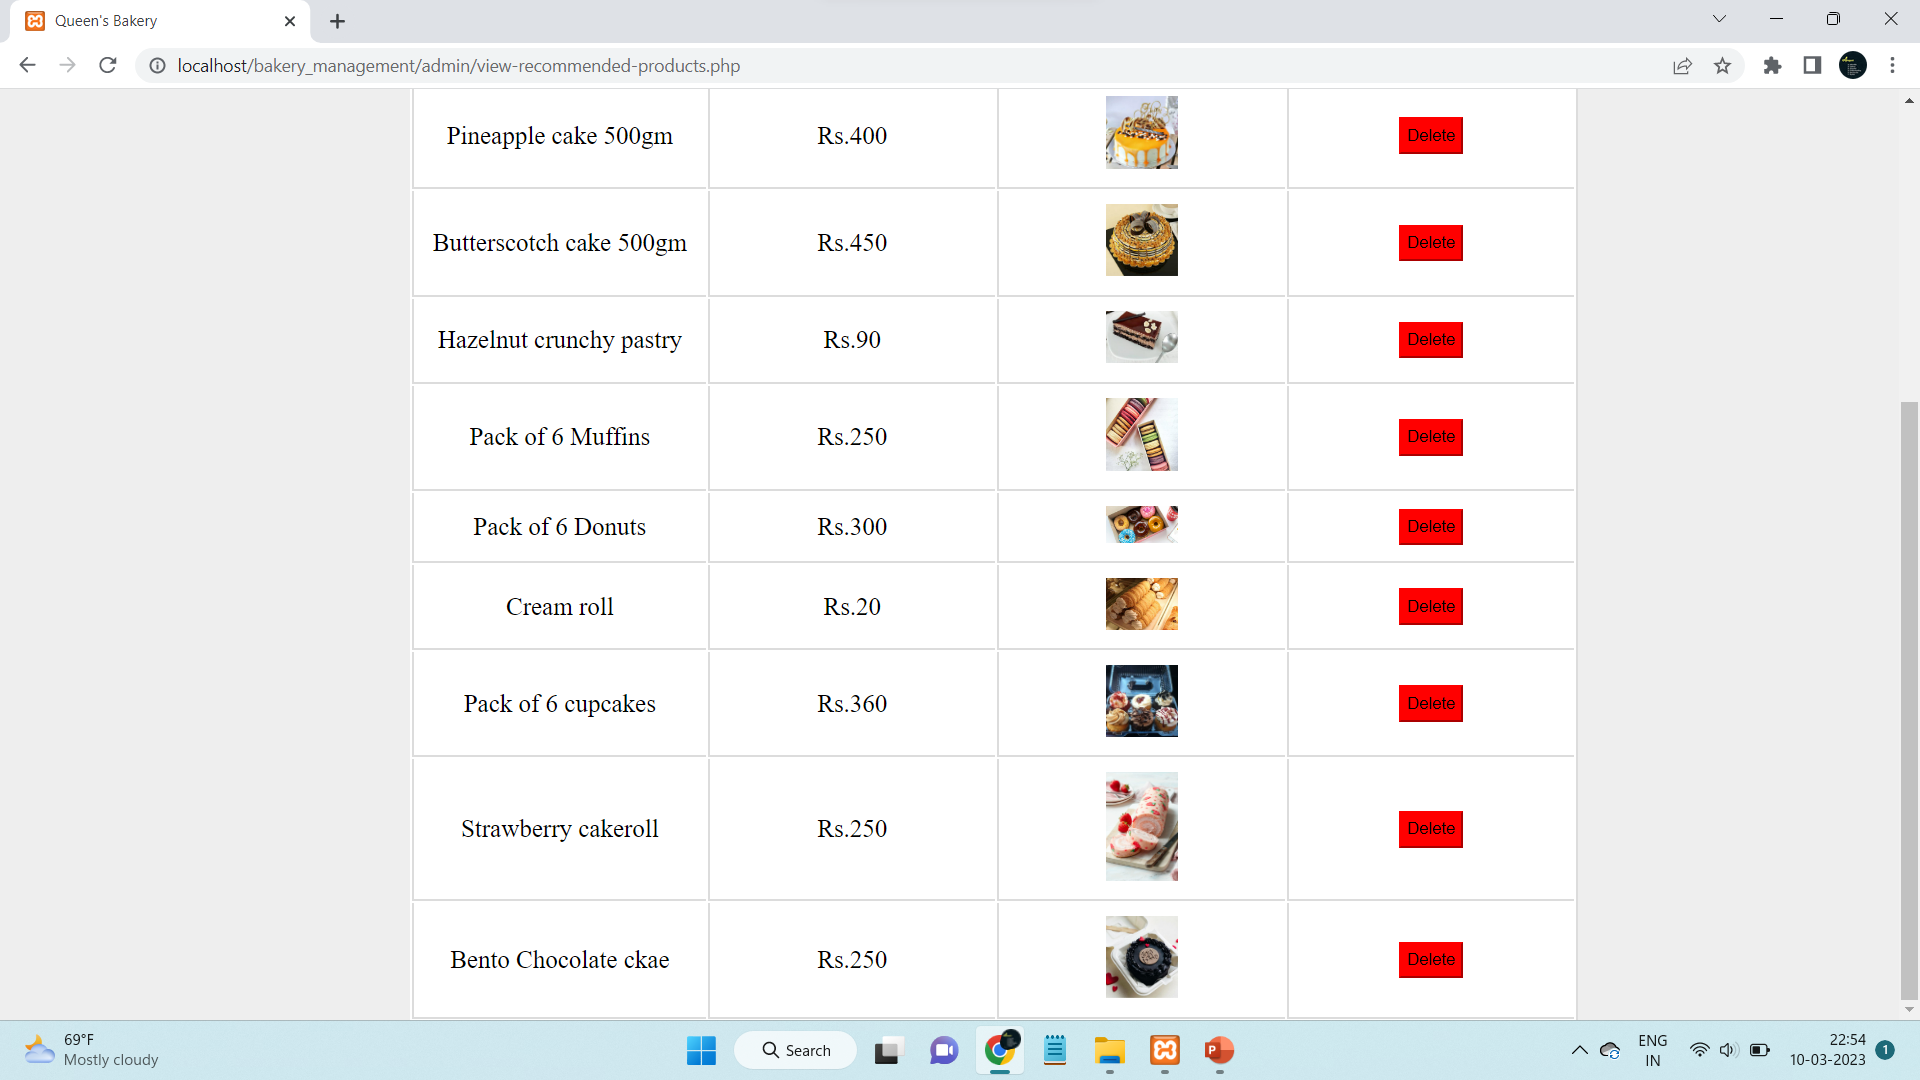 Queen's Bakery
localhost/bakery_management/admin/view-recommended-products.php
Pineapple cake 500gm Rs.400 Delete
Butterscotch cake 500gm Rs.450 Delete
Hazelnut crunchy pastry Rs.90 Delete
Pack of 6 Muffins Rs.250 Delete
Pack of 6 Donuts Rs.300 Delete
Cream roll Rs.20 Delete
Pack of 6 cupcakes Rs.360 Delete
Strawberry cakeroll Rs.250 Delete
Bento Chocolate ckae Rs.250 Delete
69°F
Mostly cloudy
Search
P
ENG
IN
22:54
10-03-2023
1